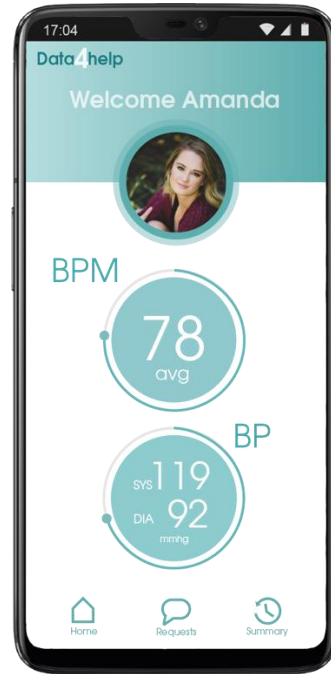 17:04
Data4help
Welcome Amanda
BPM
78
avg
BP
SYS 119
DIA 92
mmhg
Home Requests Summary